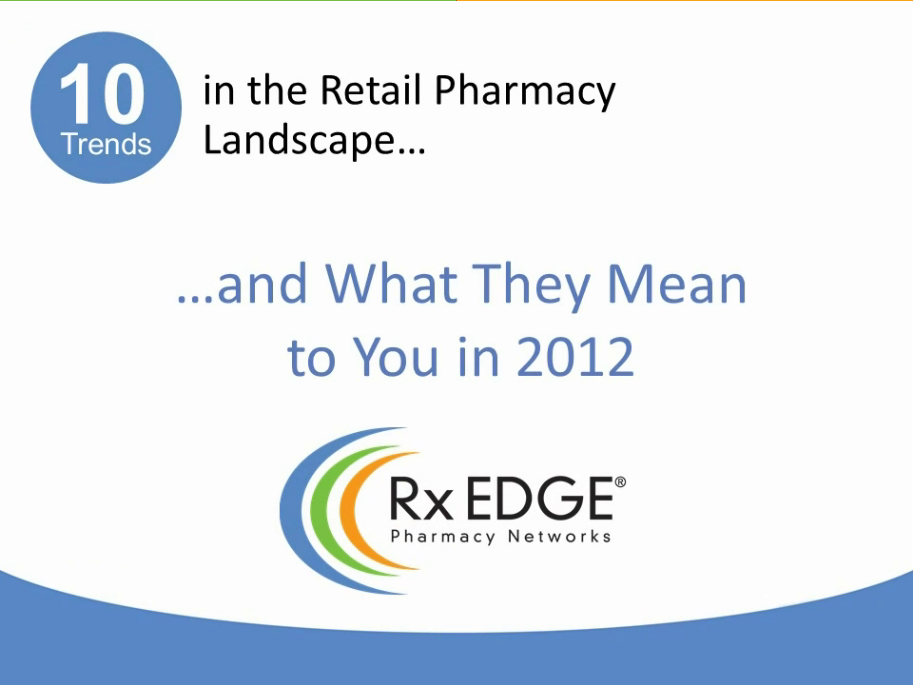 10
Trends
in the Retail Pharmacy
Landscape...
...and What They Mean
to You in 2012
Rx EDGE®
Pharmacy Networks